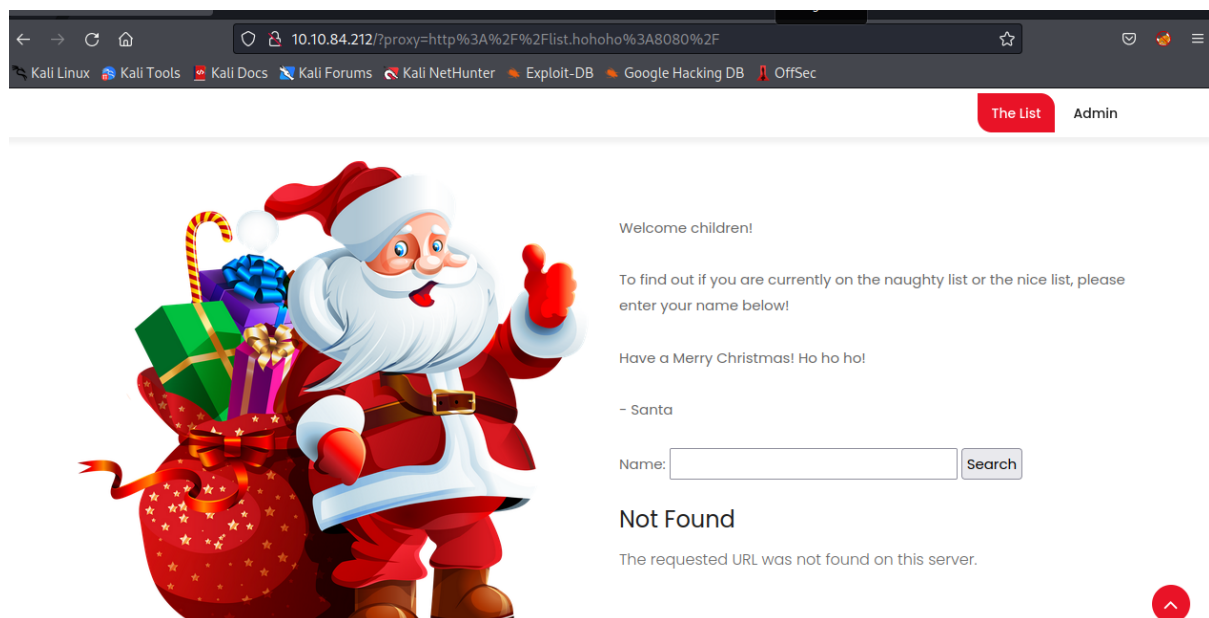 10.10.84.212/?proxy=http%3A%2F%2Flist.hohoho%3A8080%2F
Kali Linux Kali Tools Kali Docs Kali Forums Kali NetHunter Exploit-DB Google Hacking DB OffSec
The List Admin
Welcome children!
To find out if you are currently on the naughty list or the nice list, please
enter your name below!
Have a Merry Christmas! Ho ho ho!
- Santa
Name: Search
Not Found
The requested URL was not found on this server.